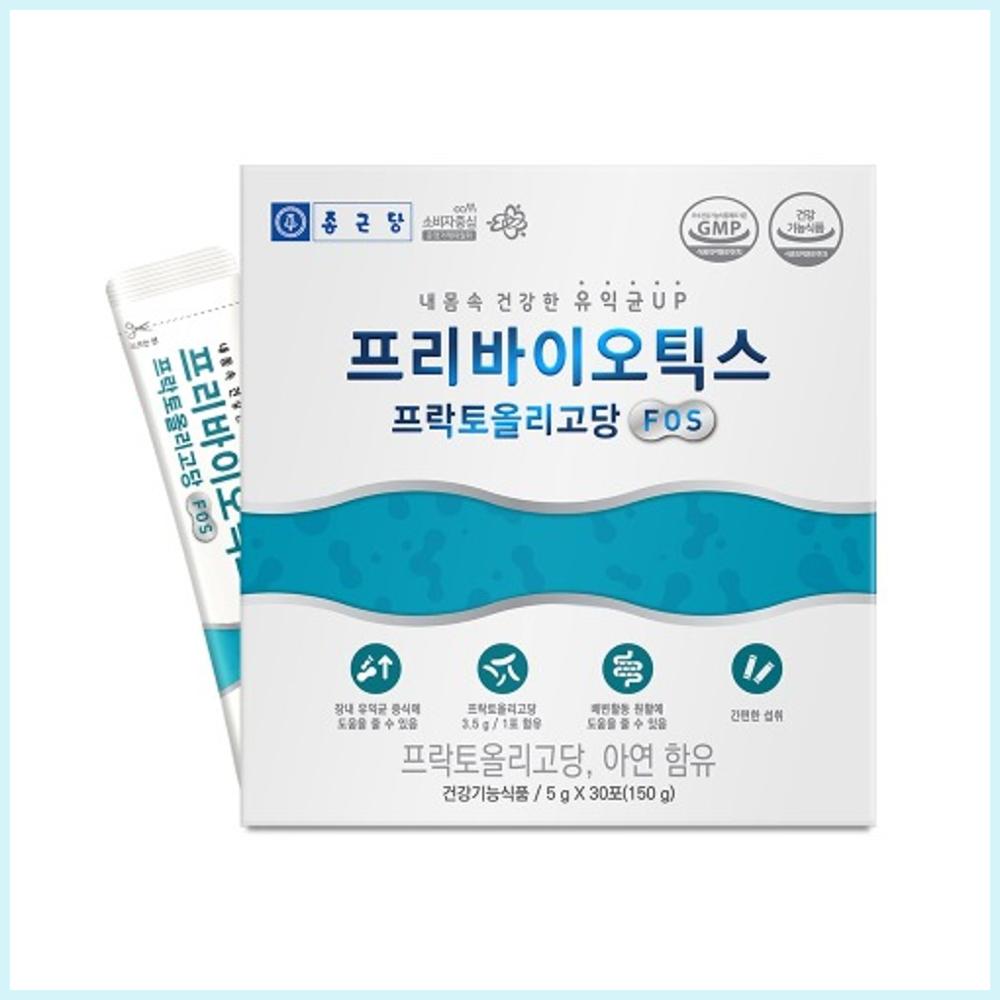 종근당
CCM
소비자중심
GMP
건강
기능식품
내 몸 속 건강한 유익균UP
프리바이오틱스
프락토올리고당 FOS
내 몸 속 건강
프리바이오
프락토올리고당 FOS
장내 유익균 증식에
도움을 줄 수 있음
프락토올리고당
3.5 g / 1포 함유
배변활동 원활에
도움을 줄 수 있음
간편한 섭취
프락토올리고당, 아연 함유
건강기능식품 / 5 g X 30포(150 g)